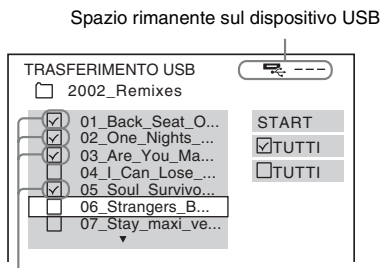 Spazio rimanente sul dispositivo USB
TRASFERIMENTO USB
---
2002_Remixes
01_Back_Seat_O...
02_One_Nights_...
03_Are_You_Ma...
04_I_Can_Lose_...
05_Soul_Survivo...
06_Strangers_B...
07_Stay_maxi_ve...
START
TUTTI
TUTTI